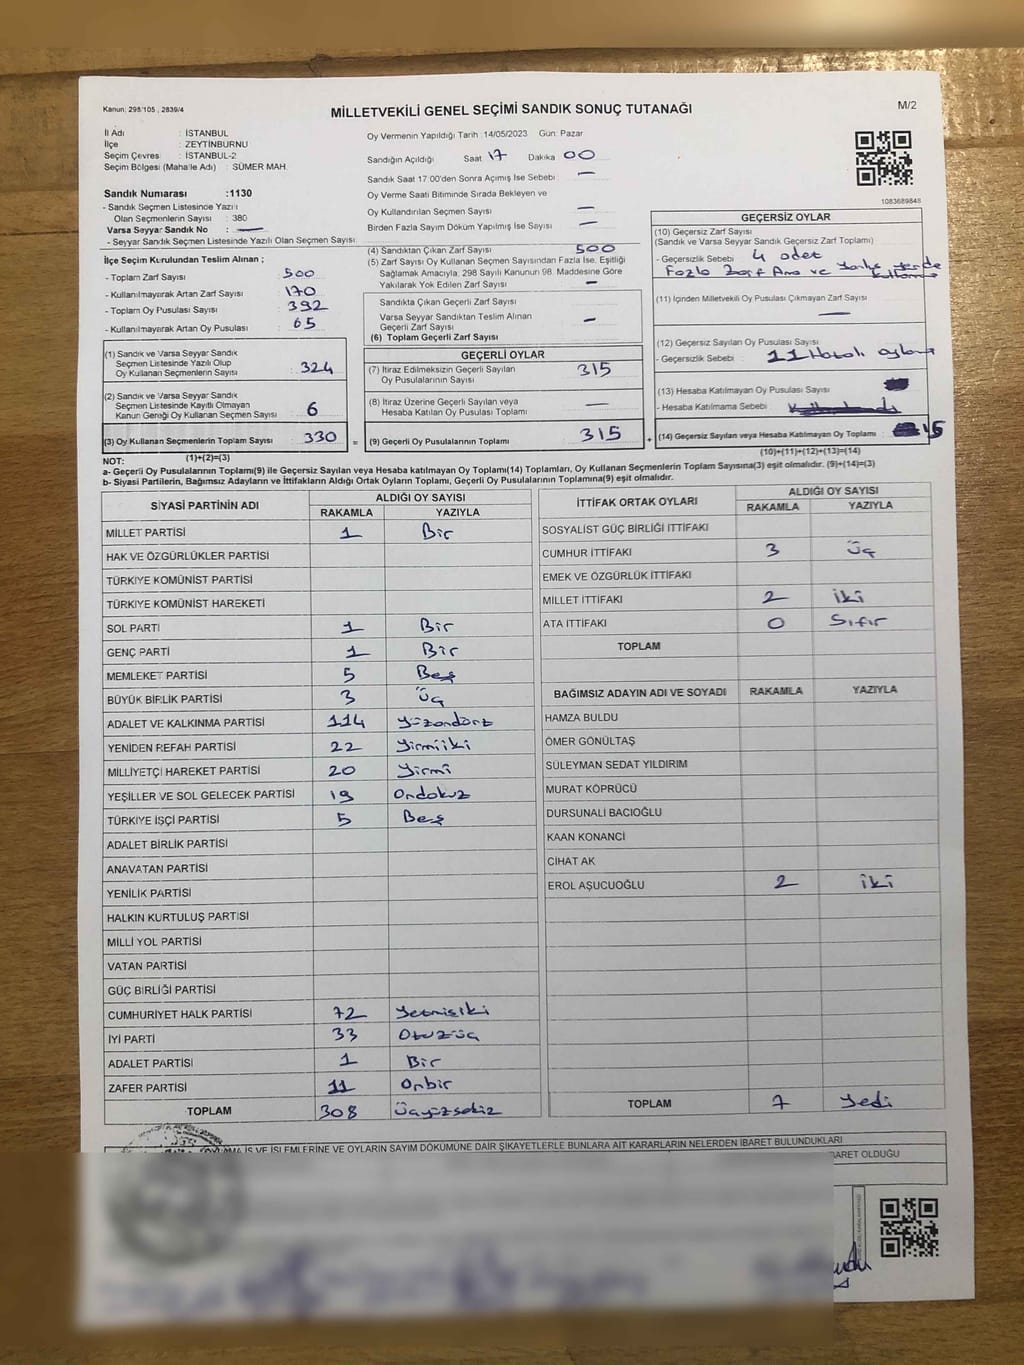 Kanun; 298/105 , 2839/4
MİLLETVEKİLİ GENEL SEÇİMİ SANDIK SONUÇ TUTANAĞI
M/2
İl Adı : İSTANBUL
İlçe : ZEYTİNBURNU
Seçim Çevres : İSTANBUL-2
Seçim Bölgesi (Mahalle Adı) : SÜMER MAH.
Sandık Numarası :1130
- Sandık Seçmen Listesinde Yazılı
Olan Seçmenlerin Sayısı : 380
Varsa Seyyar Sandık No : —
- Seyyar Sandık Seçmen Listesinde Yazılı Olan Seçmen Sayısı:
İlçe Seçim Kurulundan Teslim Alınan ;
- Toplam Zarf Sayısı : 500
- Kullanılmayarak Artan Zarf Sayısı : 170
- Toplam Oy Pusulası Sayısı : 392
- Kullanılmayarak Artan Oy Pusulası : 65
(1) Sandık ve Varsa Seyyar Sandık
Seçmen Listesinde Yazılı Olup
Oy Kullanan Seçmenlerin Sayısı : 324
(2) Sandık ve Varsa Seyyar Sandık
Seçmen Listesinde Kayıtlı Olmayan
Kanun Gereği Oy Kullanan Seçmen Sayısı : 6
(3) Oy Kullanan Seçmenlerin Toplam Sayısı : 330
(1)+(2)=(3)
Oy Vermenin Yapıldığı Tarih :14/05/2023 Gün: Pazar
Sandığın Açıldığı Saat 17 Dakika 00
Sandık Saat 17:00'den Sonra Açımış İse Sebebi : —
Oy Verme Saati Bitiminde Sırada Bekleyen ve
Oy Kullandırılan Seçmen Sayısı —
Birden Fazla Sayım Döküm Yapılmış İse Sayısı —
(4) Sandıktan Çıkan Zarf Sayısı 500
(5) Zarf Sayısı Oy Kullanan Seçmen Sayısından Fazla İse, Eşitliği
Sağlamak Amacıyla, 298 Sayılı Kanunun 98. Maddesine Göre
Yakılarak Yok Edilen Zarf Sayısı : —
Sandıkta Çıkan Geçerli Zarf Sayısı
Varsa Seyyar Sandıktan Teslim Alınan
Geçerli Zarf Sayısı —
(6) Toplam Geçerli Zarf Sayısı
GEÇERLİ OYLAR
(7) İtiraz Edilmeksizin Geçerli Sayılan
Oy Pusulalarının Sayısı : 315
(8) İtiraz Üzerine Geçerli Sayılan veya
Hesaba Katılan Oy Pusulası Toplamı : —
= (9) Geçerli Oy Pusulalarının Toplamı : 315
1083689848
GEÇERSİZ OYLAR
(10) Geçersiz Zarf Sayısı
(Sandık ve Varsa Seyyar Sandık Geçersiz Zarf Toplamı)
- Geçersizlik Sebebi : 4 adet
Fazla Zarf Ama ve
(11) İçinden Milletvekili Oy Pusulası Çıkmayan Zarf Sayısı
—
(12) Geçersiz Sayılan Oy Pusulası Sayısı
- Geçersizlik Sebebi : 11 Hatalı
(13) Hesaba Katılmayan Oy Pusulası Sayısı
- Hesaba Katılmama Sebebi
+ (14) Geçersiz Sayılan veya Hesaba Katılmayan Oy Toplamı : 15
(10)+(11)+(12)+(13)=(14)
NOT:
a- Geçerli Oy Pusulalarının Toplamı(9) ile Geçersiz Sayılan veya Hesaba katılmayan Oy Toplamı(14) Toplamları, Oy Kullanan Seçmenlerin Toplam Sayısına(3) eşit olmalıdır. (9)+(14)=(3)
b- Siyasi Partilerin, Bağımsız Adayların ve İttifakların Aldığı Ortak Oyların Toplamı, Geçerli Oy Pusulalarının Toplamına(9) eşit olmalıdır.
SİYASİ PARTİNİN ADI ALDIĞI OY SAYISI
RAKAMLA YAZIYLA
MİLLET PARTİSİ 1 Bir
HAK VE ÖZGÜRLÜKLER PARTİSİ
TÜRKİYE KOMÜNİST PARTİSİ
TÜRKİYE KOMÜNİST HAREKETİ
SOL PARTİ 1 Bir
GENÇ PARTİ 1 Bir
MEMLEKET PARTİSİ 5 Beş
BÜYÜK BİRLİK PARTİSİ 3 Üç
ADALET VE KALKINMA PARTİSİ 114 Yüzondört
YENİDEN REFAH PARTİSİ 22 Yirmiiki
MİLLİYETÇİ HAREKET PARTİSİ 20 Yirmi
YEŞİLLER VE SOL GELECEK PARTİSİ 19 Ondokuz
TÜRKİYE İŞÇİ PARTİSİ 5 Beş
ADALET BİRLİK PARTİSİ
ANAVATAN PARTİSİ
YENİLİK PARTİSİ
HALKIN KURTULUŞ PARTİSİ
MİLLİ YOL PARTİSİ
VATAN PARTİSİ
GÜÇ BİRLİĞİ PARTİSİ
CUMHURİYET HALK PARTİSİ 72 Yetmişiki
İYİ PARTİ 33 Otuzüç
ADALET PARTİSİ 1 Bir
ZAFER PARTİSİ 11 Onbir
TOPLAM 308 Üçyüzsekiz
İTTİFAK ORTAK OYLARI ALDIĞI OY SAYISI
RAKAMLA YAZIYLA
SOSYALİST GÜÇ BİRLİĞİ İTTİFAKI
CUMHUR İTTİFAKI 3 Üç
EMEK VE ÖZGÜRLÜK İTTİFAKI
MİLLET İTTİFAKI 2 İki
ATA İTTİFAKI 0 Sıfır
TOPLAM
BAĞIMSIZ ADAYIN ADI VE SOYADI RAKAMLA YAZIYLA
HAMZA BULDU
ÖMER GÖNÜLTAŞ
SÜLEYMAN SEDAT YILDIRIM
MURAT KÖPRÜCÜ
DURSUNALİ BACIOĞLU
KAAN KONANCİ
CİHAT AK
EROL AŞUCUOĞLU 2 İki
TOPLAM 7 Yedi
İŞ VE İŞLEMLERİNE VE OYLARIN SAYIM DÖKÜMÜNE DAİR ŞİKAYETLERLE BUNLARA AİT KARARLARIN NELERDEN İBARET BULUNDUKLARI
BARET OLDUĞU